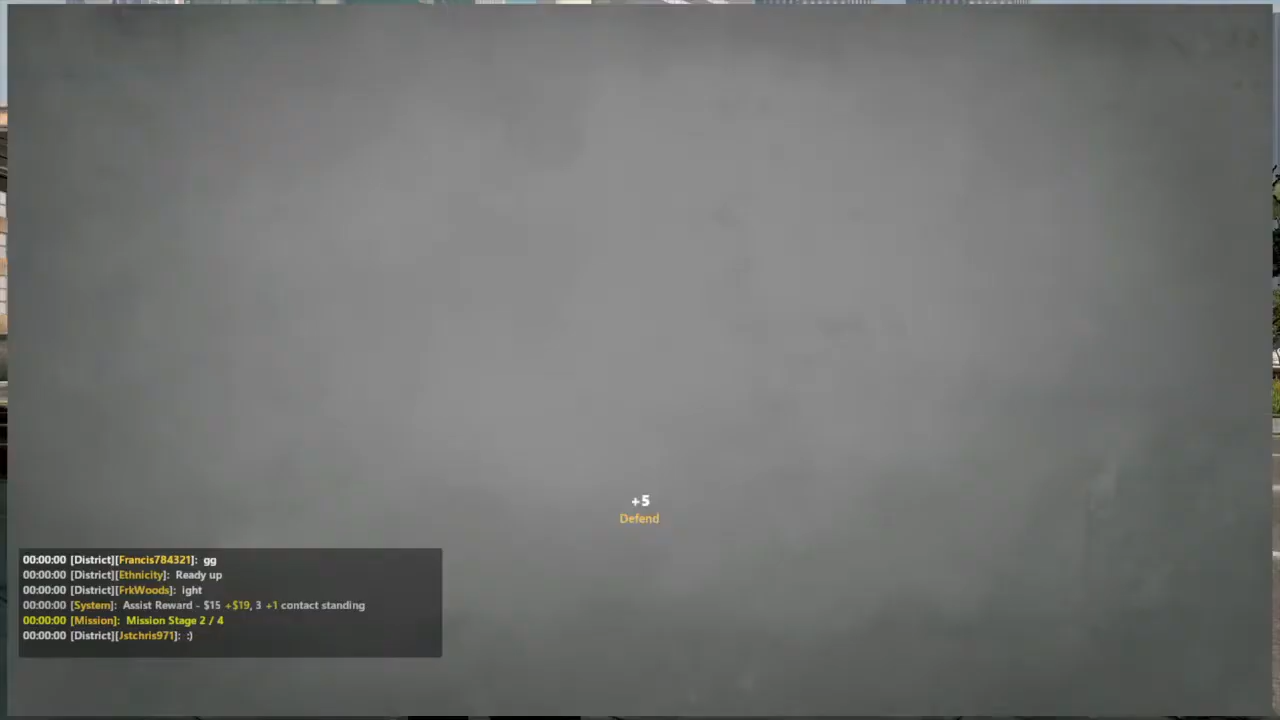 +5
Defend
00:00:00 [District][Francis784321]: gg
00:00:00 [District][Ethnicity]: Ready up
00:00:00 [District][FrkWoods]: ight
00:00:00 [System]: Assist Reward - $15 +$19, 3 +1 contact standing
00:00:00 [Mission]: Mission Stage 2 / 4
00:00:00 [District][Jstchris971]: :)